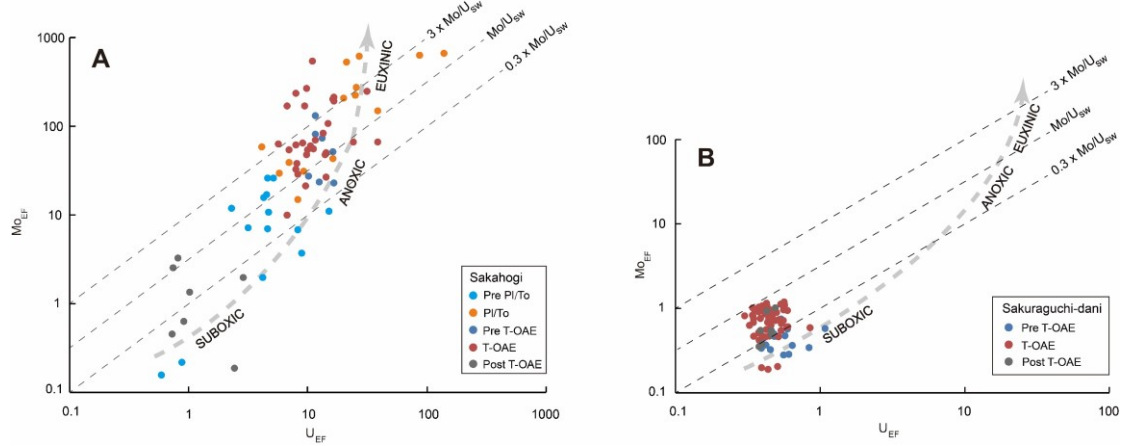 A
1000
100
10
1
0.1
Mo_EF
0.1
1
10
100
1000
U_EF
3 x Mo/U_SW
Mo/U_SW
0.3 x Mo/U_SW
EUXINIC
ANOXIC
SUBOXIC
Sakahogi
Pre Pl/To
Pl/To
Pre T-OAE
T-OAE
Post T-OAE
B
100
10
1
0.1
Mo_EF
0.1
1
10
100
U_EF
3 x Mo/U_SW
Mo/U_SW
0.3 x Mo/U_SW
EUXINIC
ANOXIC
SUBOXIC
Sakuraguchi-dani
Pre T-OAE
T-OAE
Post T-OAE